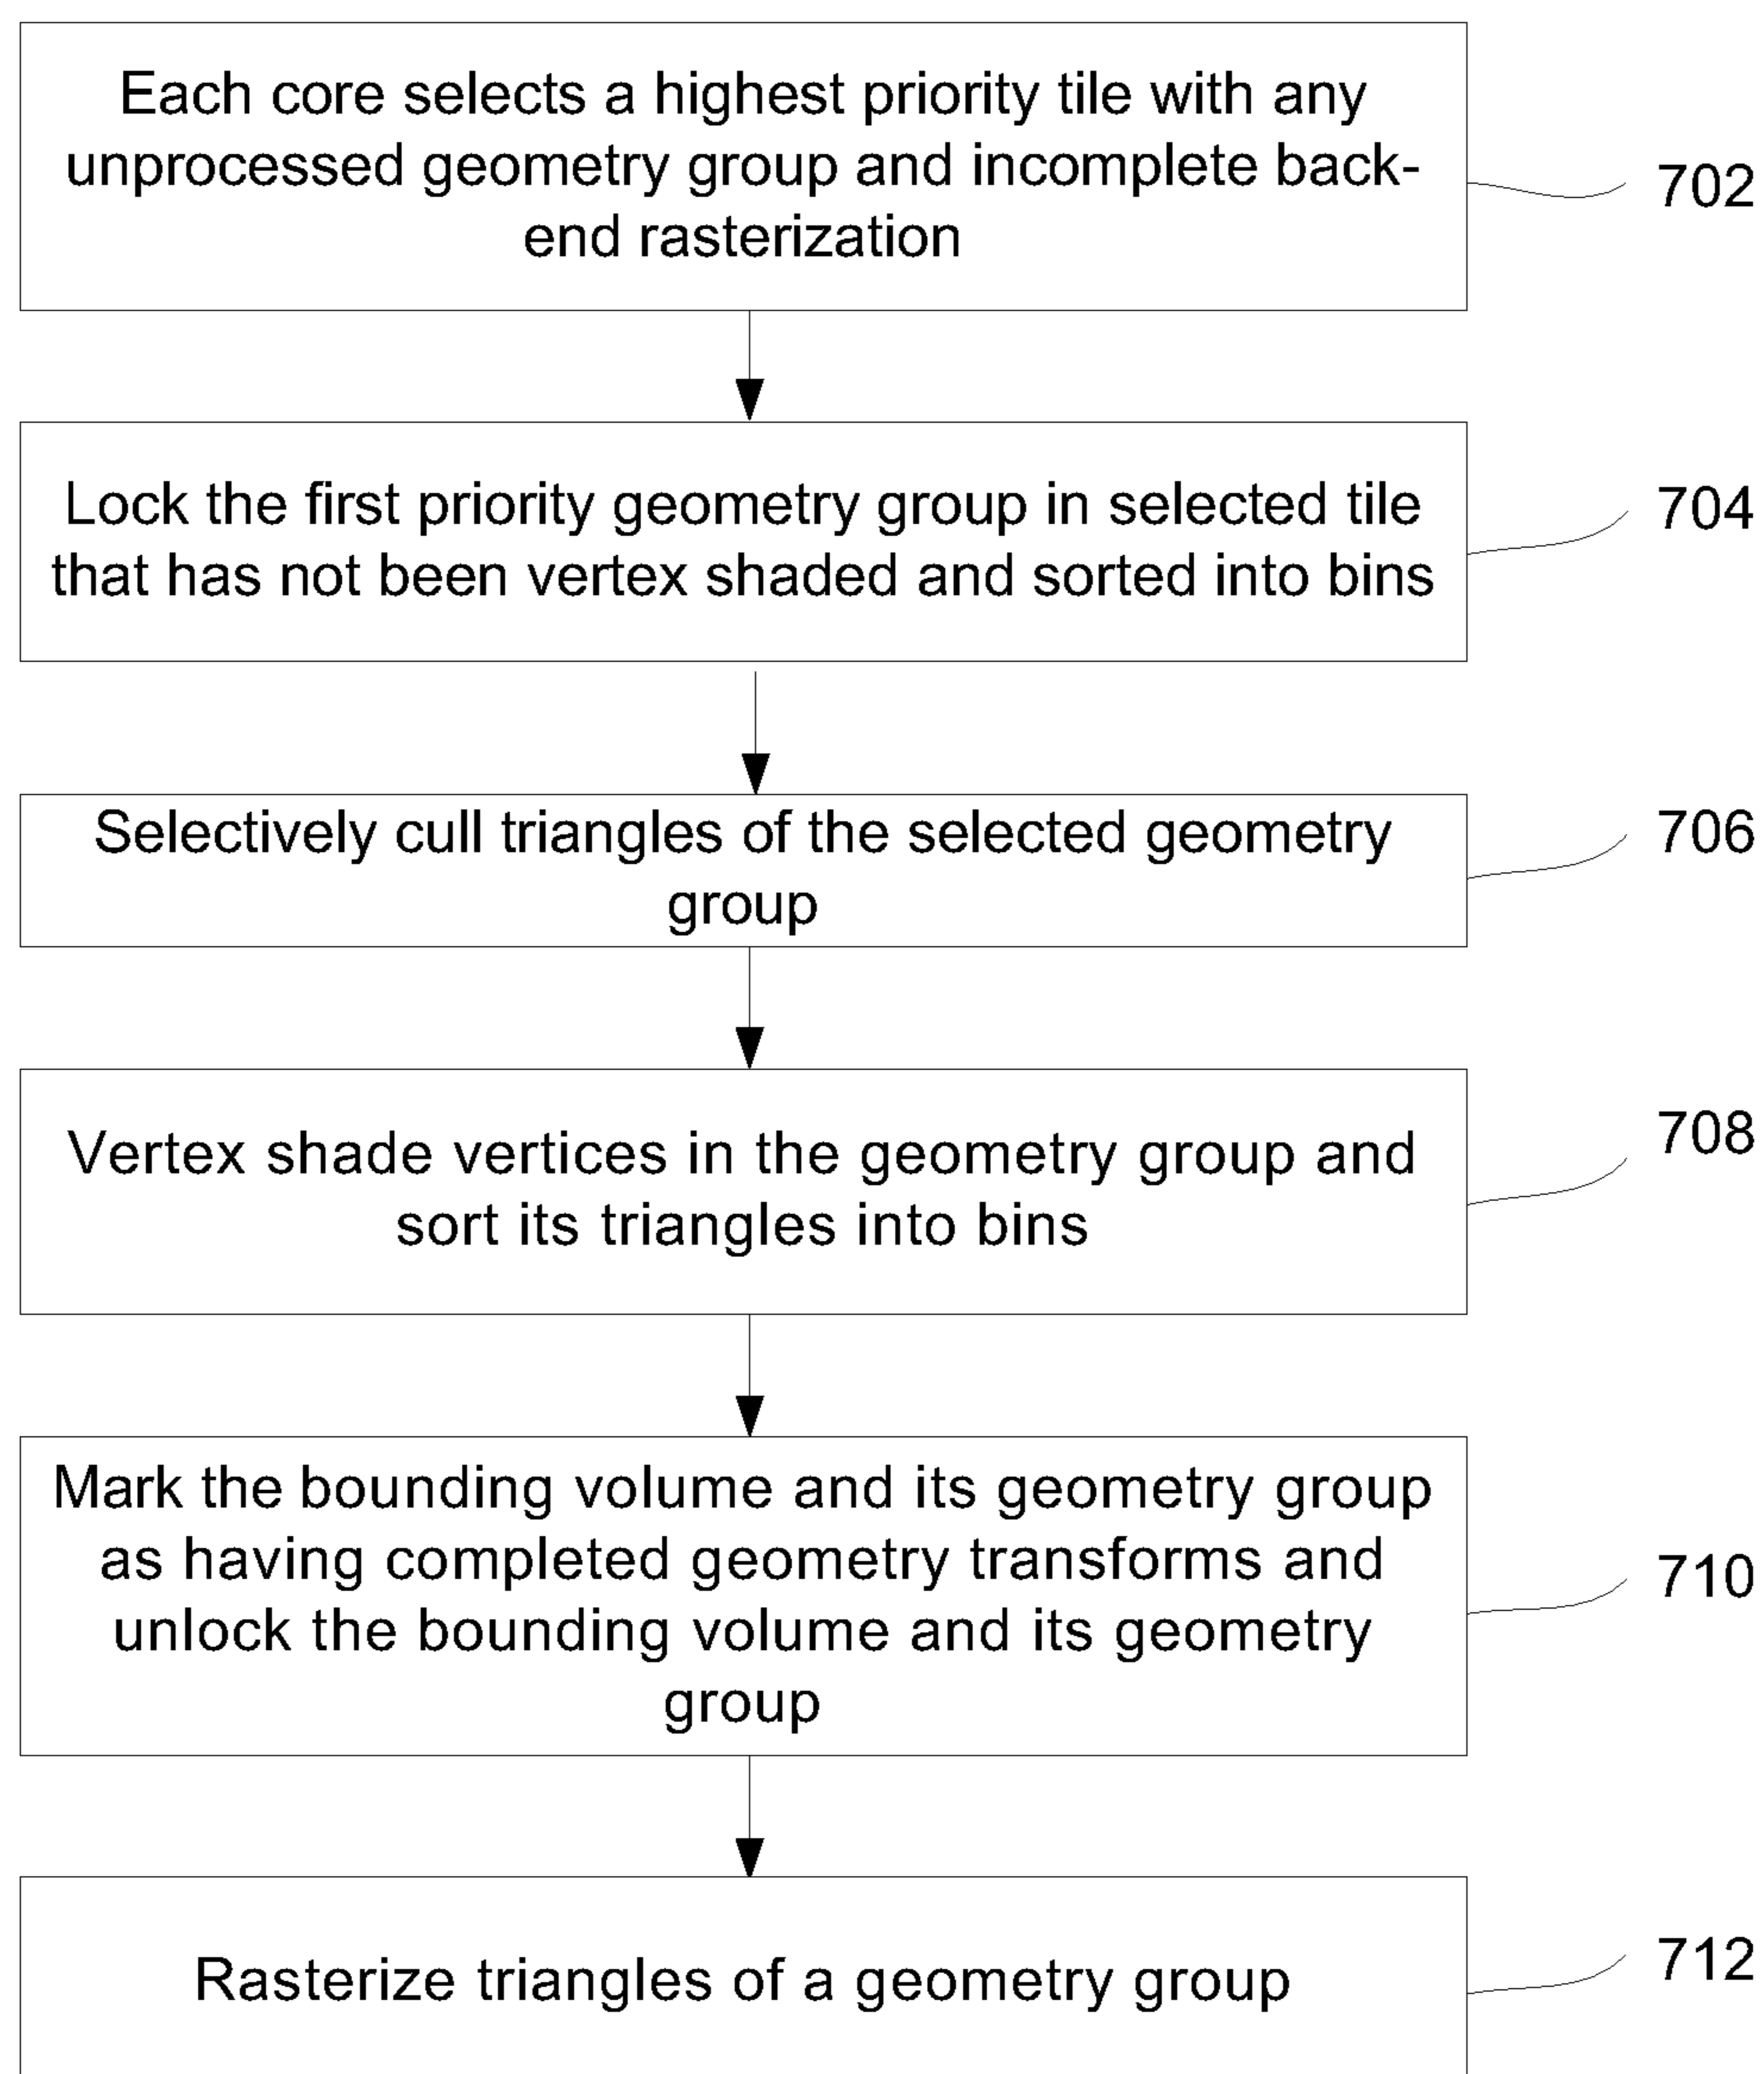 Each core selects a highest priority tile with any
unprocessed geometry group and incomplete back-
end rasterization
702
Lock the first priority geometry group in selected tile
that has not been vertex shaded and sorted into bins
704
Selectively cull triangles of the selected geometry
group
706
Vertex shade vertices in the geometry group and
sort its triangles into bins
708
Mark the bounding volume and its geometry group
as having completed geometry transforms and
unlock the bounding volume and its geometry
group
710
Rasterize triangles of a geometry group
712